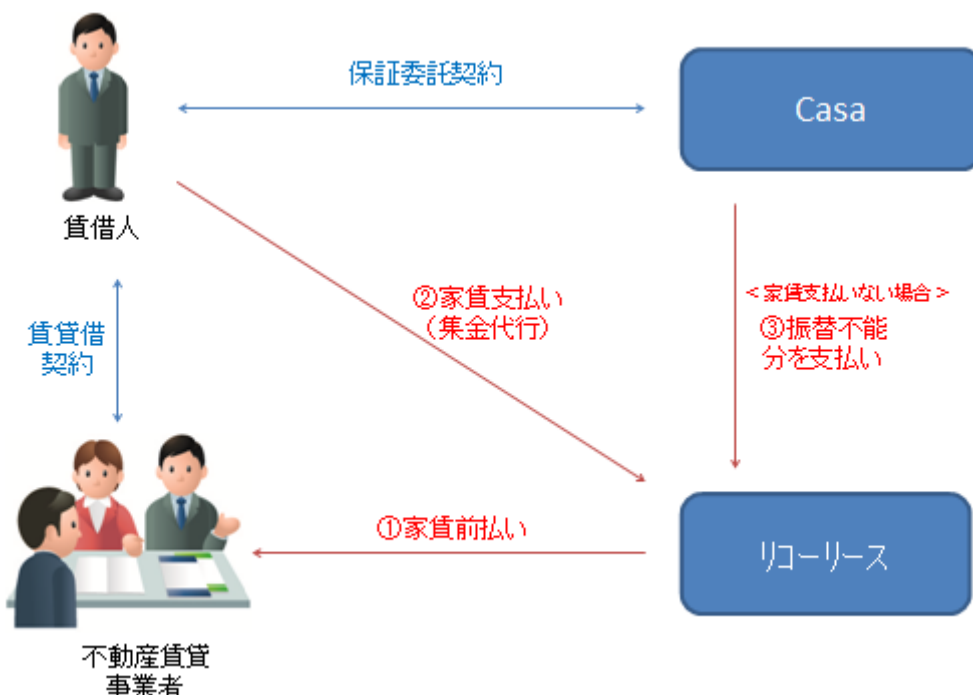 保証委託契約
Casa
賃借人
②家賃支払い
（集金代行）
＜家賃支払いない場合＞
③振替不能
分を支払い
賃貸借
契約
①家賃前払い
リコーリース
不動産賃貸
事業者